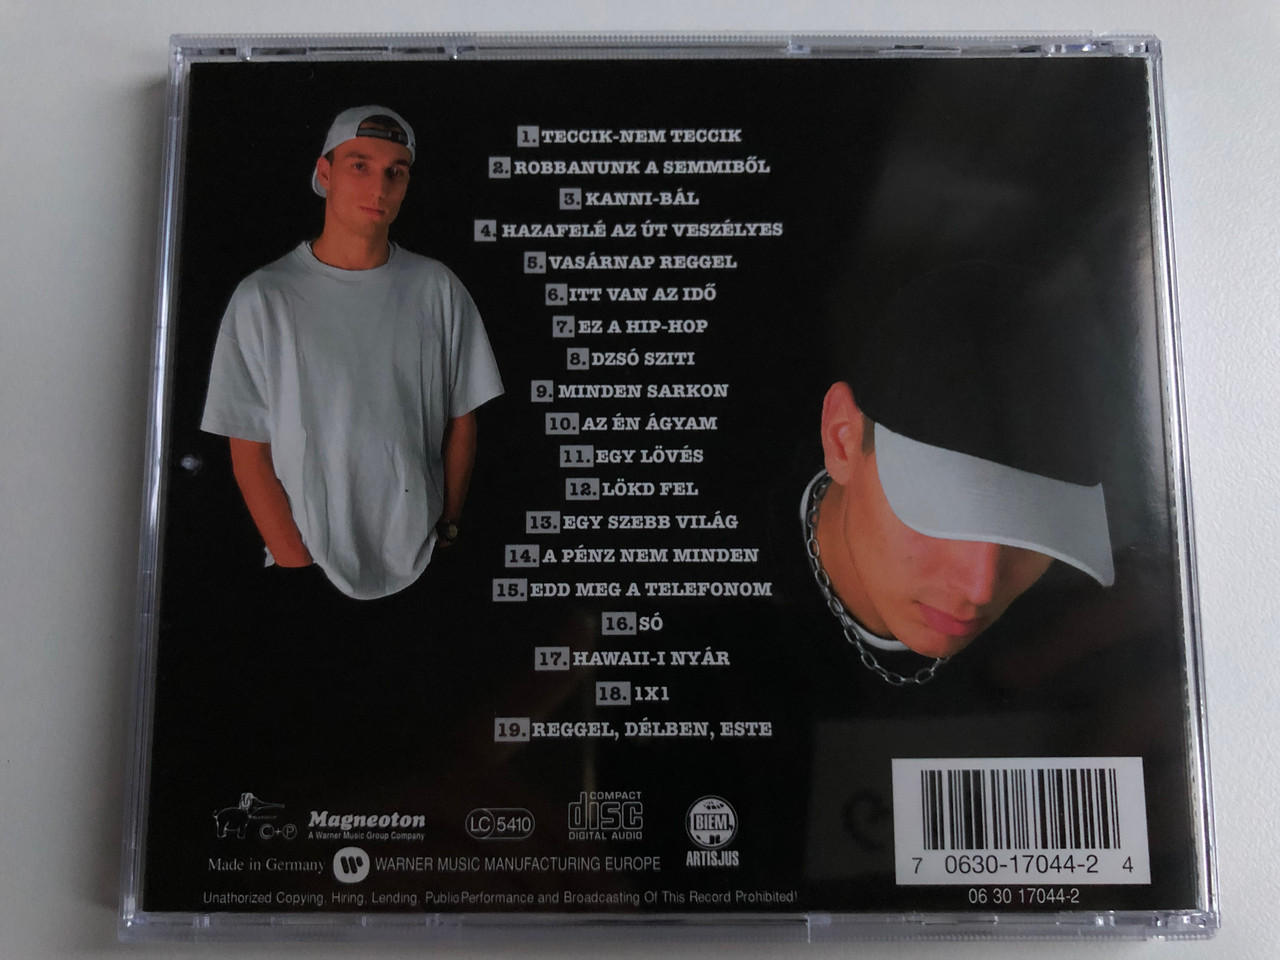 1. TECCIK-NEM TECCIK
2. ROBBANUNK A SEMMIBŐL
3. KANNI-BÁL
4. HAZAFELÉ AZ ÚT VESZÉLYES
5. VASÁRNAP REGGEL
6. ITT VAN AZ IDŐ
7. EZ A HIP-HOP
8. DZSÓ SZITI
9. MINDEN SARKON
10. AZ ÉN ÁGYAM
11. EGY LÖVÉS
12. LÖKD FEL
13. EGY SZEBB VILÁG
14. A PÉNZ NEM MINDEN
15. EDD MEG A TELEFONOM
16. SÓ
17. HAWAII-I NYÁR
18. 1X1
19. REGGEL, DÉLBEN, ESTE
©+℗
Magneoton
A Warner Music Group Company
LC 5410
COMPACT
disc
DIGITAL AUDIO
BIEM
ARTISJUS
Made in Germany WARNER MUSIC MANUFACTURING EUROPE
Unathorized Copying, Hiring, Lending, Public Performance and Broadcasting Of This Record Prohibited!
7 0630-17044-2 4
06 30 17044-2